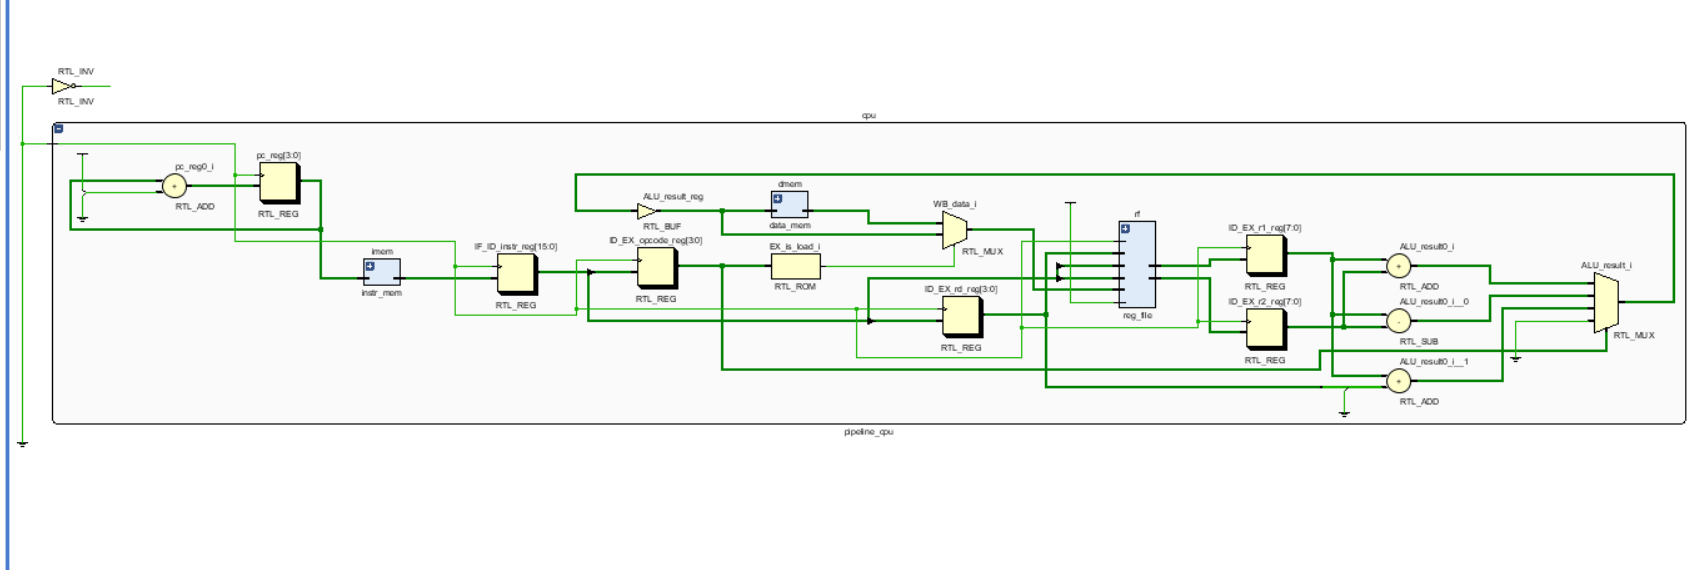 RTL_INV
RTL_INV
cpu
pc_reg0_i
RTL_ADD
pc_reg[3:0]
RTL_REG
imem
instr_mem
IF_ID_instr_reg[15:0]
RTL_REG
ALU_result_reg
RTL_BUF
ID_EX_opcode_reg[3:0]
RTL_REG
dmem
data_mem
EX_is_load_i
RTL_ROM
WB_data_i
RTL_MUX
ID_EX_rd_reg[3:0]
RTL_REG
rf
reg_file
ID_EX_r1_reg[7:0]
RTL_REG
ID_EX_r2_reg[7:0]
RTL_REG
ALU_result0_i
+
RTL_ADD
ALU_result0_i__0
-
RTL_SUB
ALU_result0_i__1
+
RTL_ADD
ALU_result_i
RTL_MUX
+
pipeline_cpu